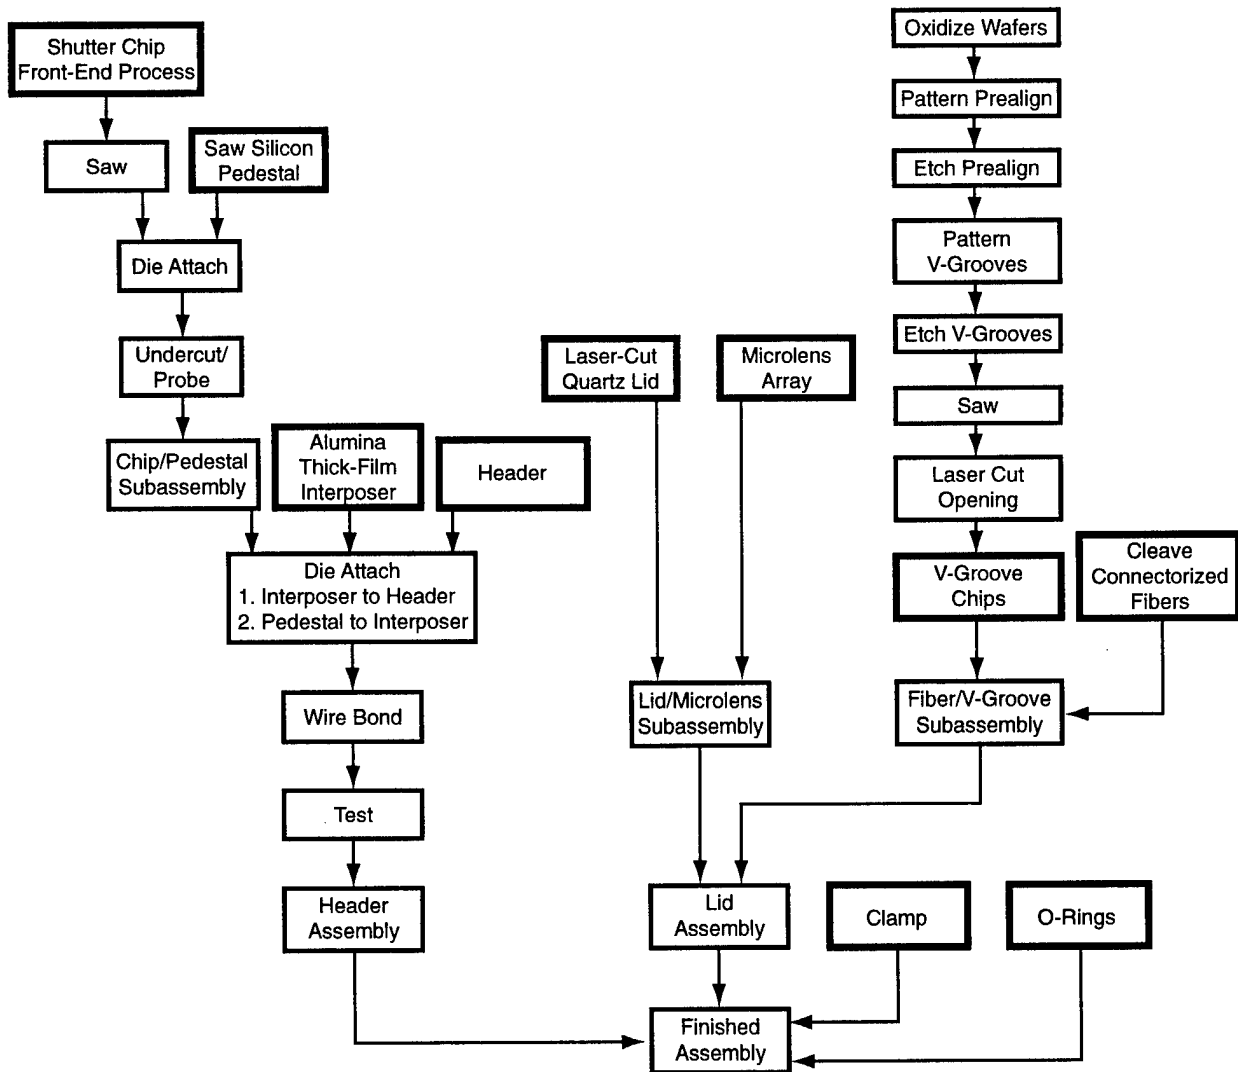 Shutter Chip
Front-End Process
Saw
Saw Silicon
Pedestal
Die Attach
Undercut/
Probe
Chip/Pedestal
Subassembly
Alumina
Thick-Film
Interposer
Header
Die Attach
1. Interposer to Header
2. Pedestal to Interposer
Wire Bond
Test
Header
Assembly
Laser-Cut
Quartz Lid
Microlens
Array
Lid/Microlens
Subassembly
Oxidize Wafers
Pattern Prealign
Etch Prealign
Pattern
V-Grooves
Etch V-Grooves
Saw
Laser Cut
Opening
V-Groove
Chips
Cleave
Connectorized
Fibers
Fiber/V-Groove
Subassembly
Lid
Assembly
Clamp
O-Rings
Finished
Assembly